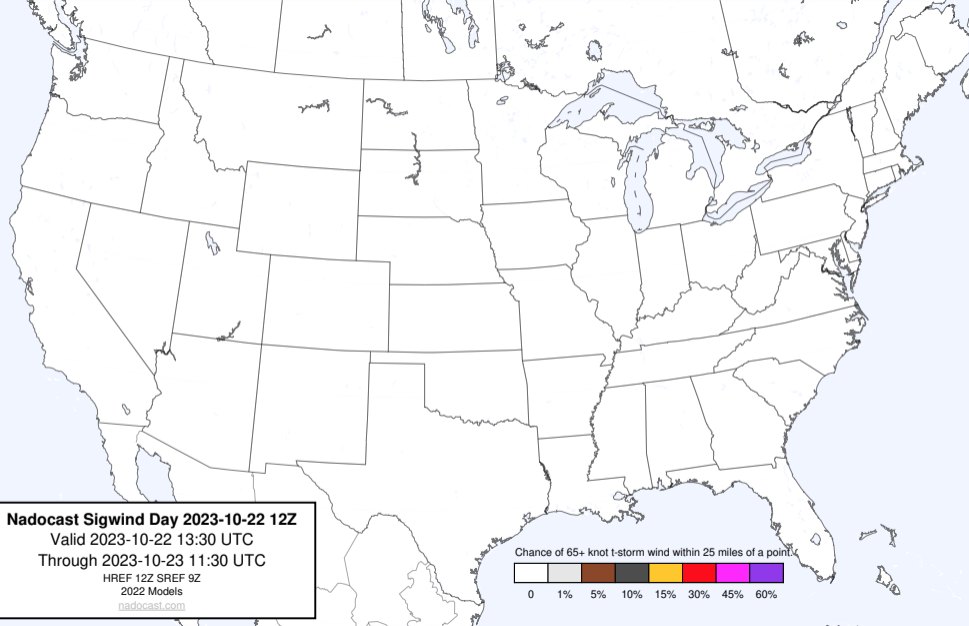 Nadocast Sigwind Day 2023-10-22 12Z
Valid 2023-10-22 13:30 UTC
Through 2023-10-23 11:30 UTC
HREF 12Z SREF 9Z
2022 Models
nadocast.com
Chance of 65+ knot t-storm wind within 25 miles of a point.
0 1% 5% 10% 15% 30% 45% 60%